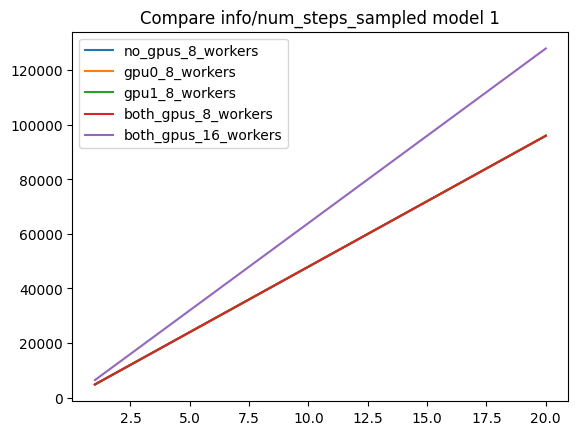 Compare info/num_steps_sampled model 1
no_gpus_8_workers
gpu0_8_workers
gpu1_8_workers
both_gpus_8_workers
both_gpus_16_workers
120000
100000
80000
60000
40000
20000
0
2.5 5.0 7.5 10.0 12.5 15.0 17.5 20.0